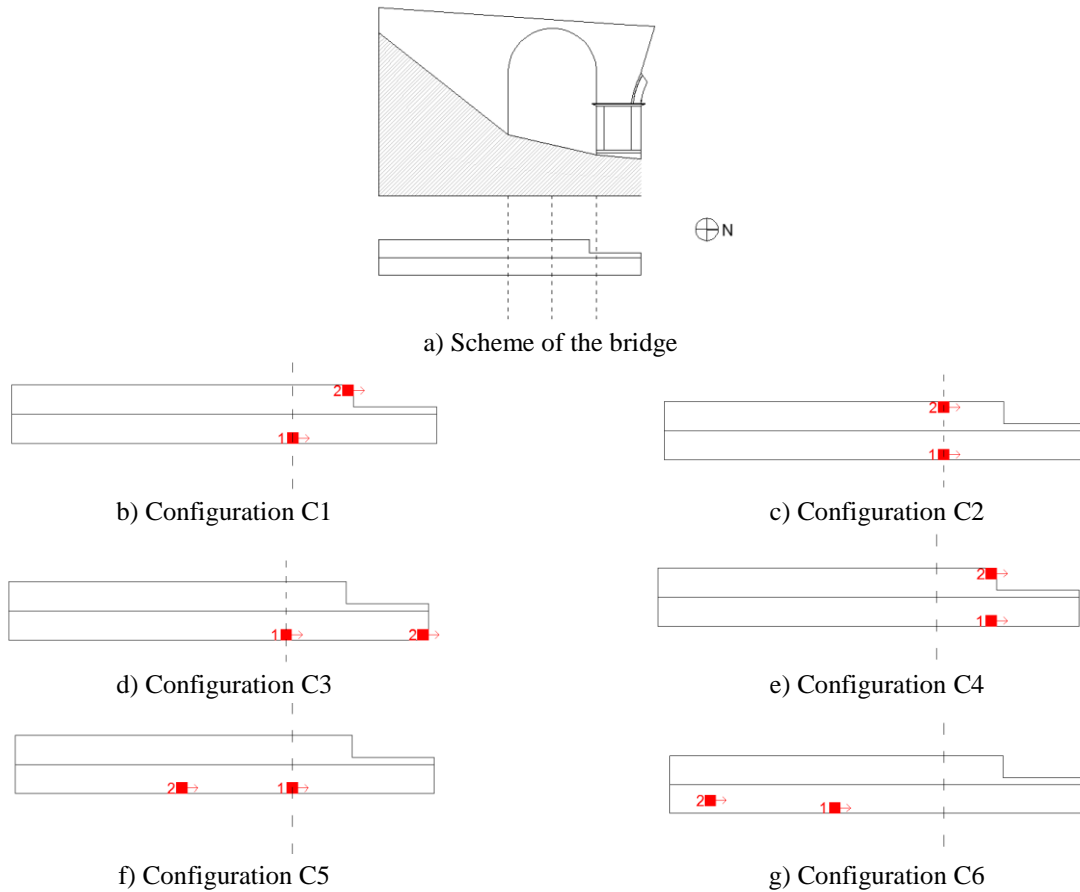 N
a) Scheme of the bridge
2
1
b) Configuration C1
2
1
c) Configuration C2
1
2
d) Configuration C3
2
1
e) Configuration C4
2
1
f) Configuration C5
2
1
g) Configuration C6